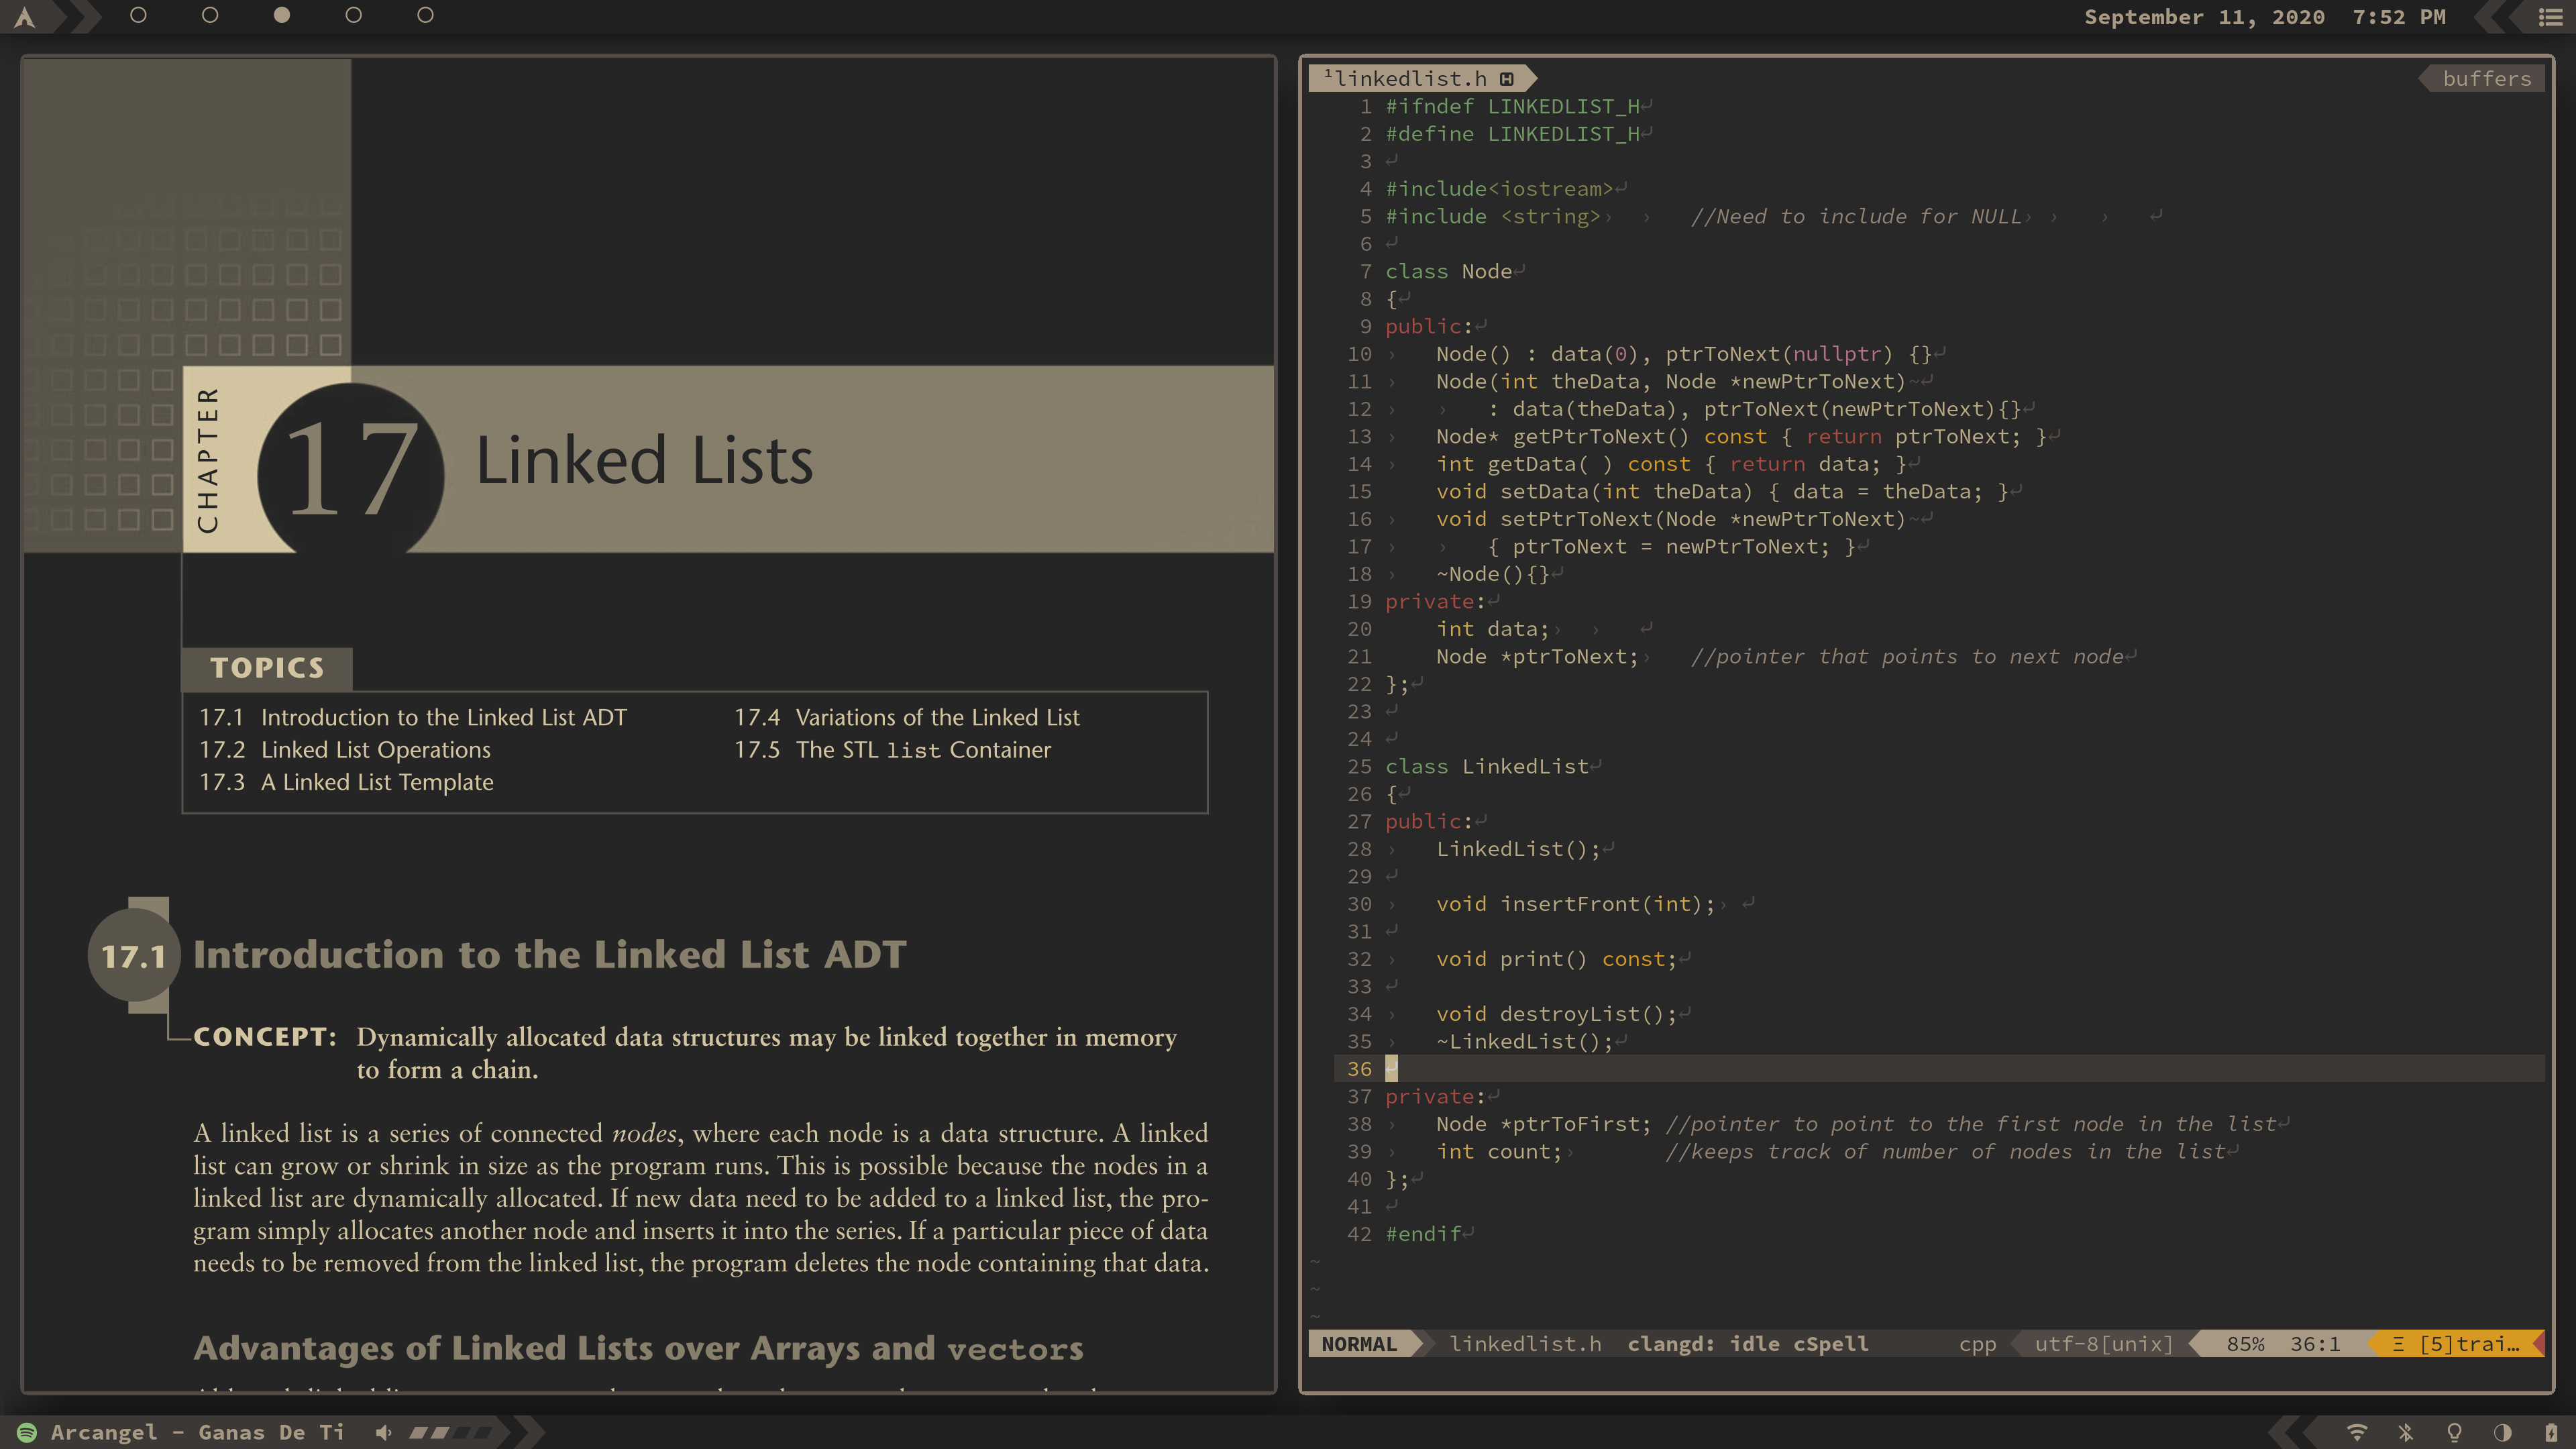 September 11, 2020 7:52 PM
CHAPTER
17
Linked Lists
TOPICS
17.1 Introduction to the Linked List ADT
17.2 Linked List Operations
17.3 A Linked List Template
17.4 Variations of the Linked List
17.5 The STL list Container
17.1 Introduction to the Linked List ADT
CONCEPT: Dynamically allocated data structures may be linked together in memory
to form a chain.
A linked list is a series of connected nodes, where each node is a data structure. A linked
list can grow or shrink in size as the program runs. This is possible because the nodes in a
linked list are dynamically allocated. If new data need to be added to a linked list, the pro-
gram simply allocates another node and inserts it into the series. If a particular piece of data
needs to be removed from the linked list, the program deletes the node containing that data.
Advantages of Linked Lists over Arrays and vectors
1linkedlist.h
buffers
1 #ifndef LINKEDLIST_H
2 #define LINKEDLIST_H
3
4 #include<iostream>
5 #include <string> //Need to include for NULL
6
7 class Node
8 {
9 public:
10 Node() : data(0), ptrToNext(nullptr) {}
11 Node(int theData, Node *newPtrToNext)
12 : data(theData), ptrToNext(newPtrToNext){}
13 Node* getPtrToNext() const { return ptrToNext; }
14 int getData( ) const { return data; }
15 void setData(int theData) { data = theData; }
16 void setPtrToNext(Node *newPtrToNext)
17 { ptrToNext = newPtrToNext; }
18 ~Node(){}
19 private:
20 int data;
21 Node *ptrToNext; //pointer that points to next node
22 };
23
24
25 class LinkedList
26 {
27 public:
28 LinkedList();
29
30 void insertFront(int);
31
32 void print() const;
33
34 void destroyList();
35 ~LinkedList();
36
37 private:
38 Node *ptrToFirst; //pointer to point to the first node in the list
39 int count; //keeps track of number of nodes in the list
40 };
41
42 #endif
~
~
~
NORMAL linkedlist.h clangd: idle cSpell cpp utf-8[unix] 85% 36:1 Ξ [5]trai…
Arcangel - Ganas De Ti